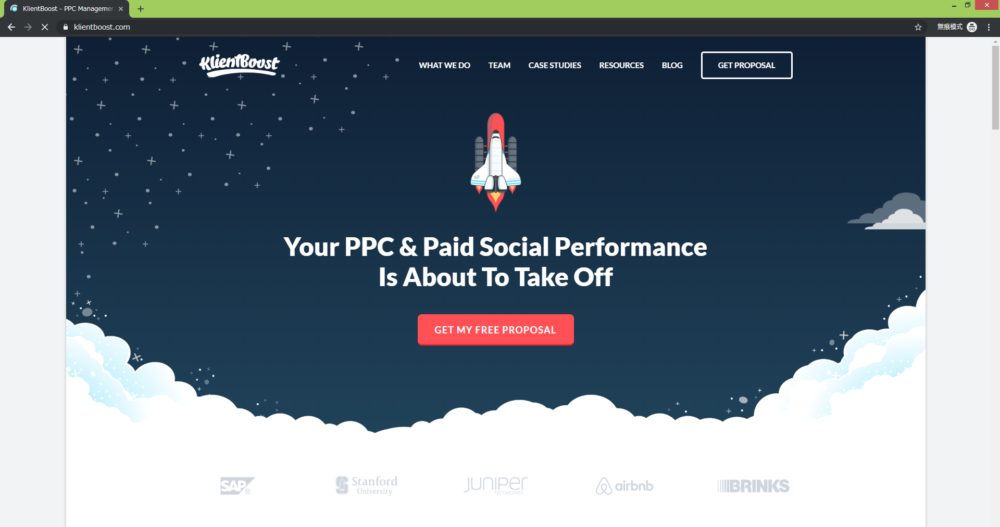 KlientBoost - PPC Managemen
klientboost.com
無痕模式
KlientBoost
WHAT WE DO
TEAM
CASE STUDIES
RESOURCES
BLOG
GET PROPOSAL
Your PPC & Paid Social Performance
Is About To Take Off
GET MY FREE PROPOSAL
SAP®
Stanford
University
JUNIPER
NETWORKS
airbnb
BRINKS